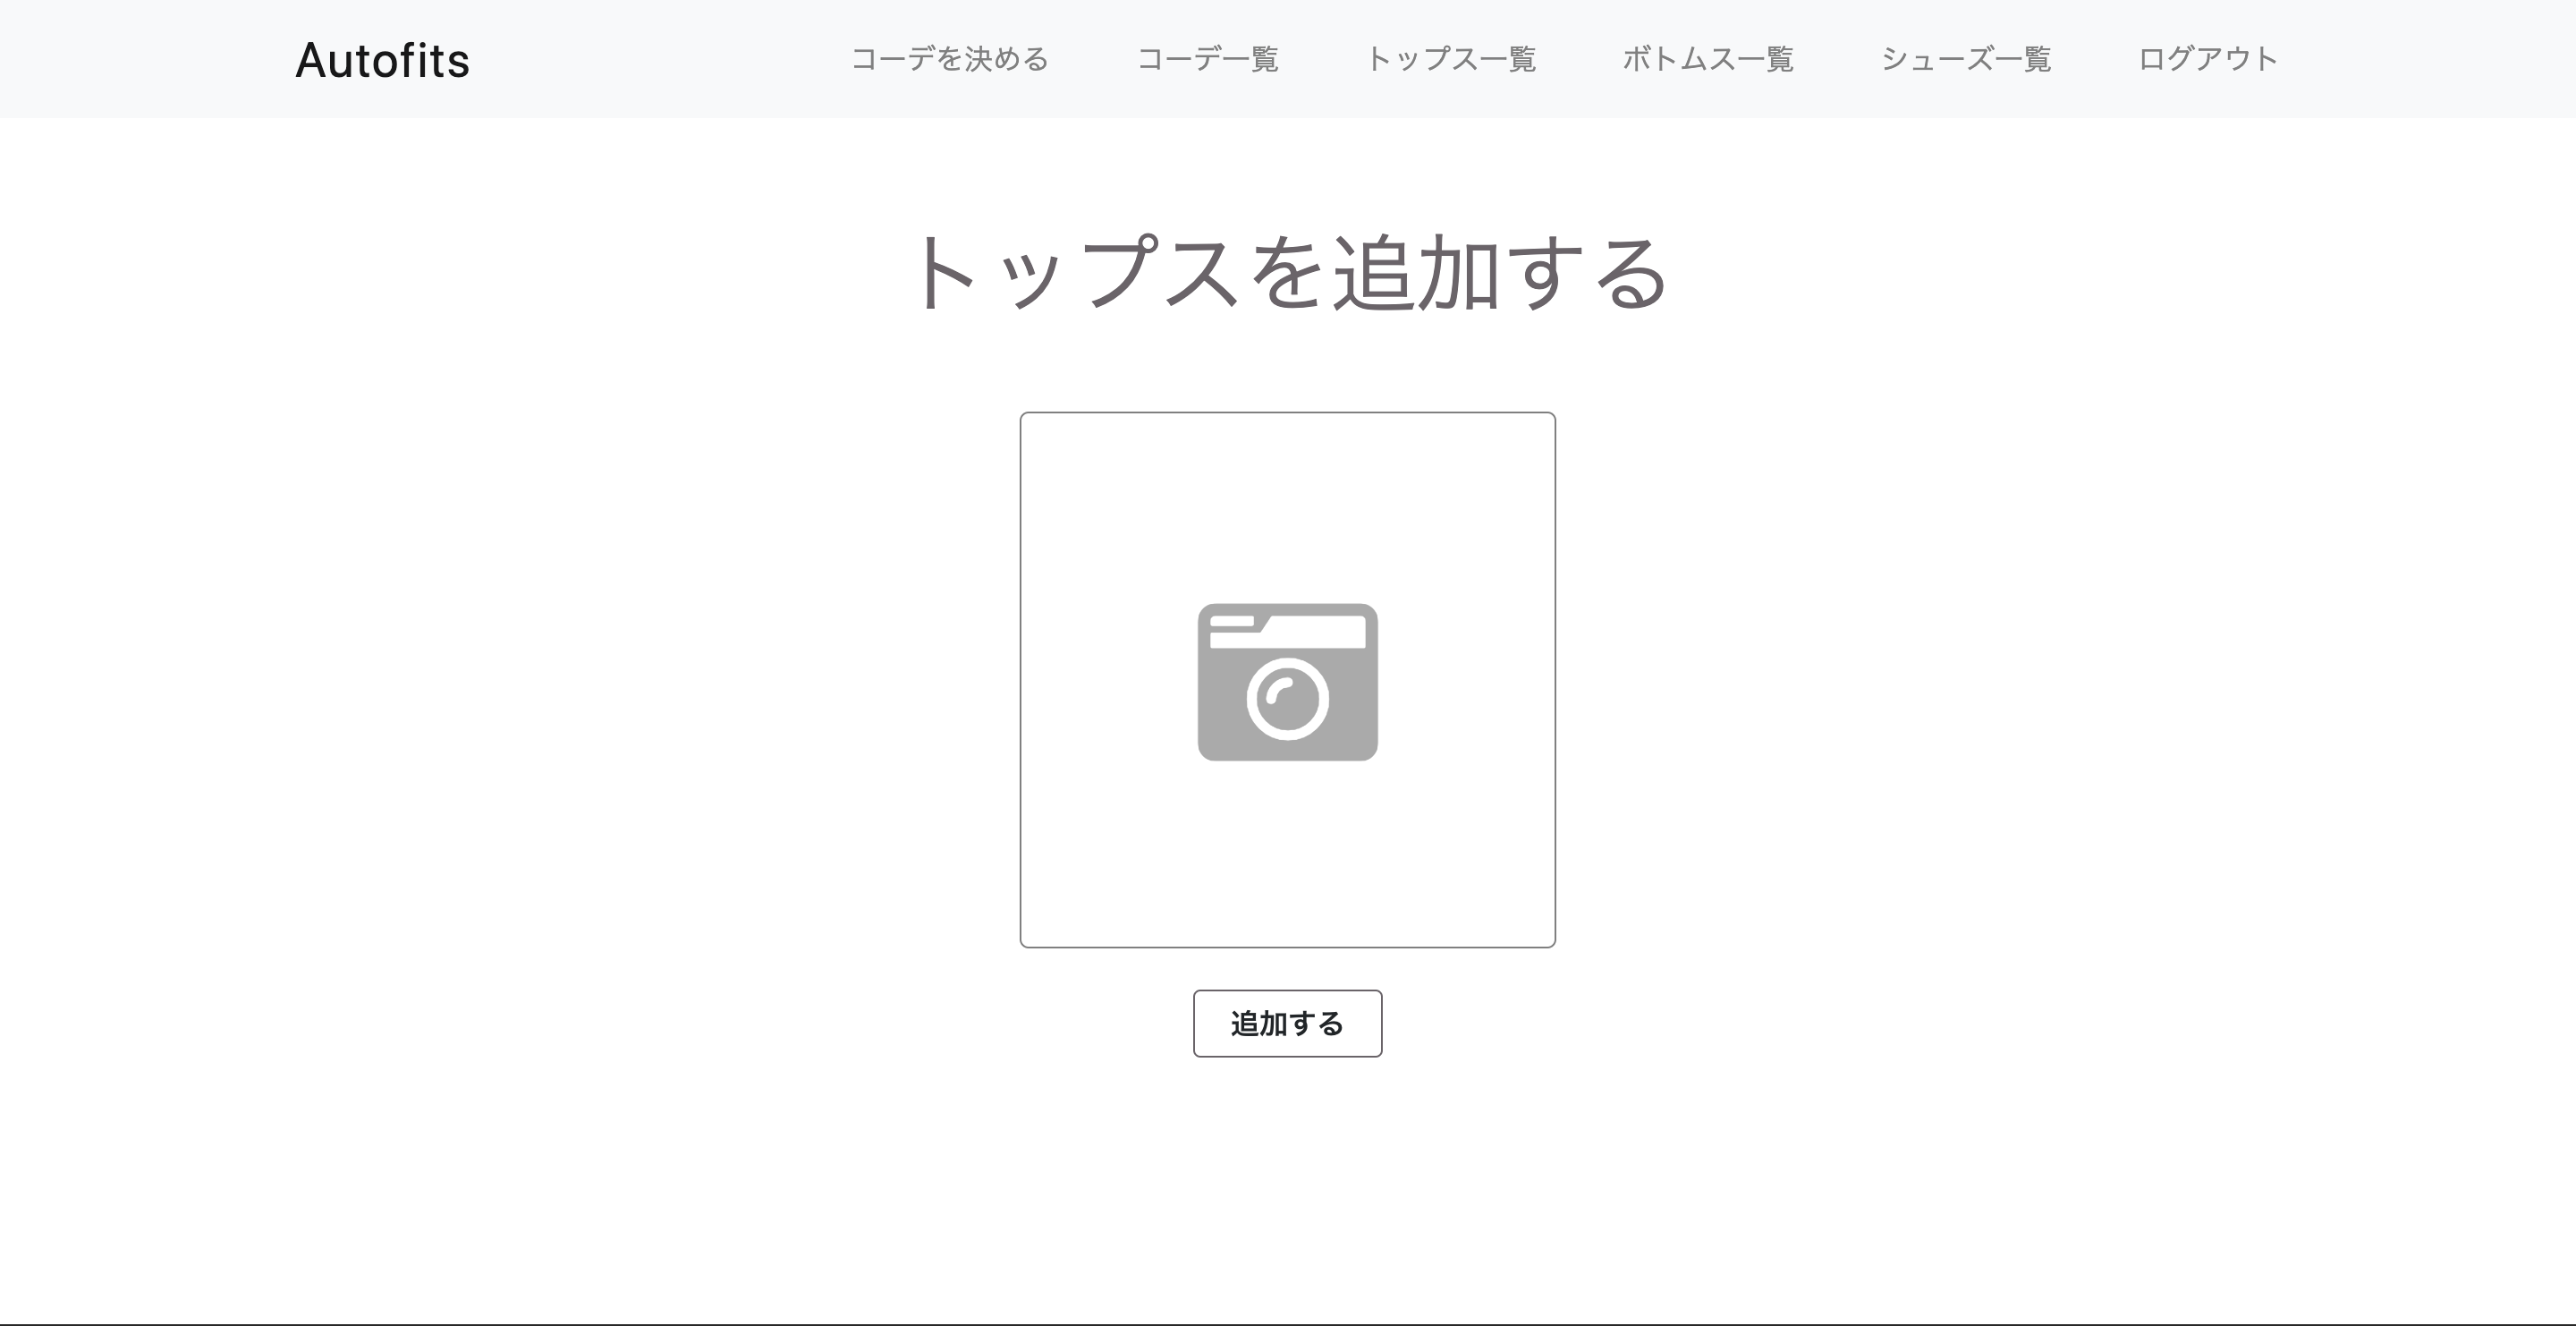 Autofits
コーデを決める
コーデ一覧
トップス一覧
ボトムス一覧
シューズ一覧
ログアウト
トップスを追加する
追加する